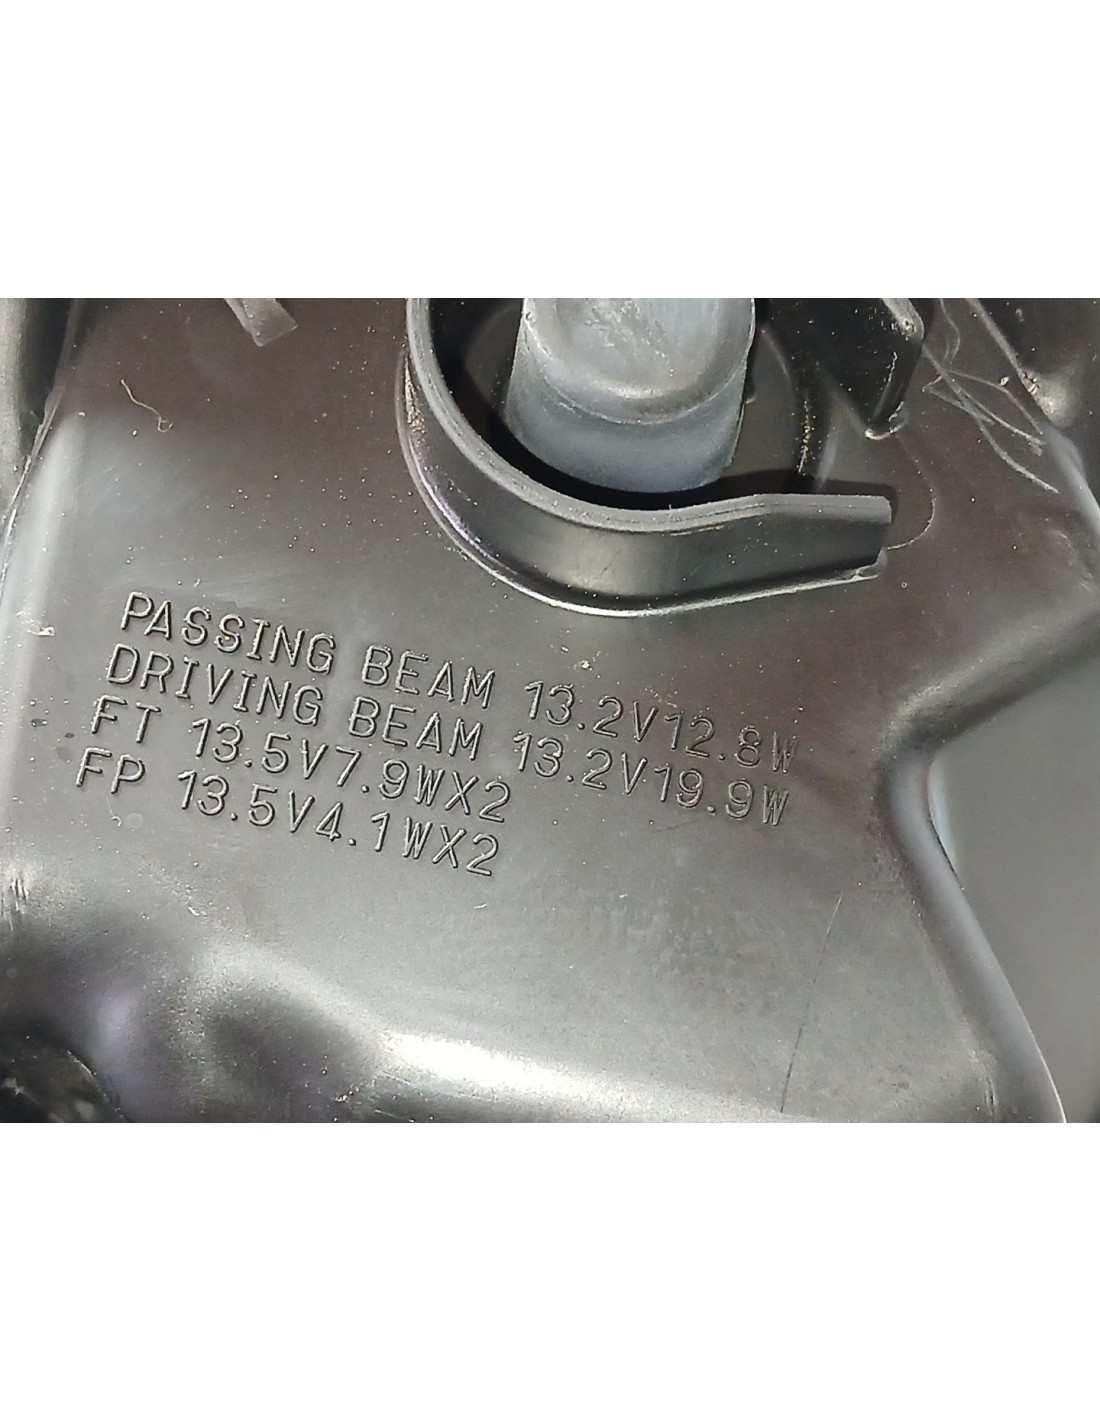 PASSING BEAM 13.2V12.8W
DRIVING BEAM 13.2V19.9W
FT 13.5V7.9WX2
FP 13.5V4.1WX2